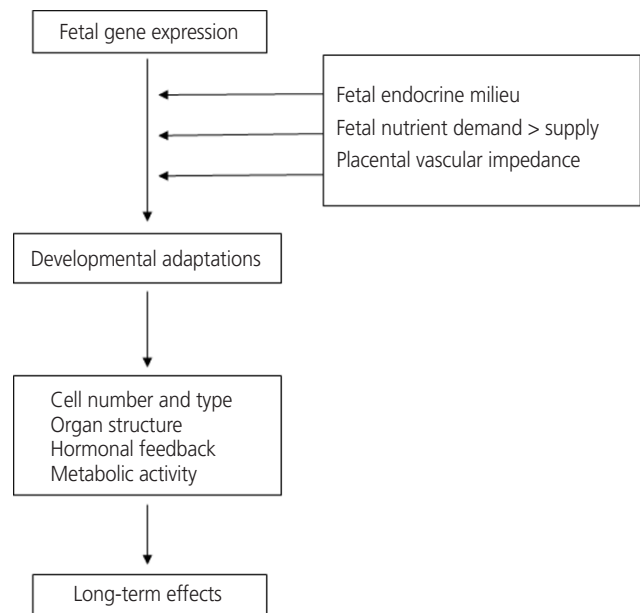 Fetal gene expression
Fetal endocrine milieu
Fetal nutrient demand > supply
Placental vascular impedance
Developmental adaptations
Cell number and type
Organ structure
Hormonal feedback
Metabolic activity
Long-term effects